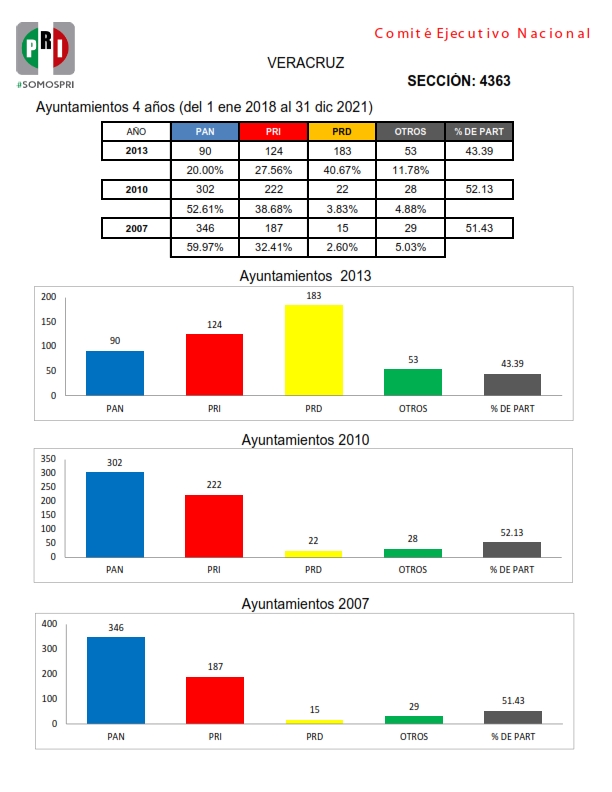 Comité Ejecutivo Nacional
PRI
#SOMOSPRI
VERACRUZ
SECCIÓN: 4363
Ayuntamientos 4 años (del 1 ene 2018 al 31 dic 2021)
AÑO PAN PRI PRD OTROS % DE PART
2013 90 124 183 53 43.39
20.00% 27.56% 40.67% 11.78%
2010 302 222 22 28 52.13
52.61% 38.68% 3.83% 4.88%
2007 346 187 15 29 51.43
59.97% 32.41% 2.60% 5.03%
Ayuntamientos 2013
200
150
100
50
0
90 124 183 53 43.39
PAN PRI PRD OTROS % DE PART
Ayuntamientos 2010
350
300
250
200
150
100
50
0
302 222 22 28 52.13
PAN PRI PRD OTROS % DE PART
Ayuntamientos 2007
400
300
200
100
0
346 187 15 29 51.43
PAN PRI PRD OTROS % DE PART